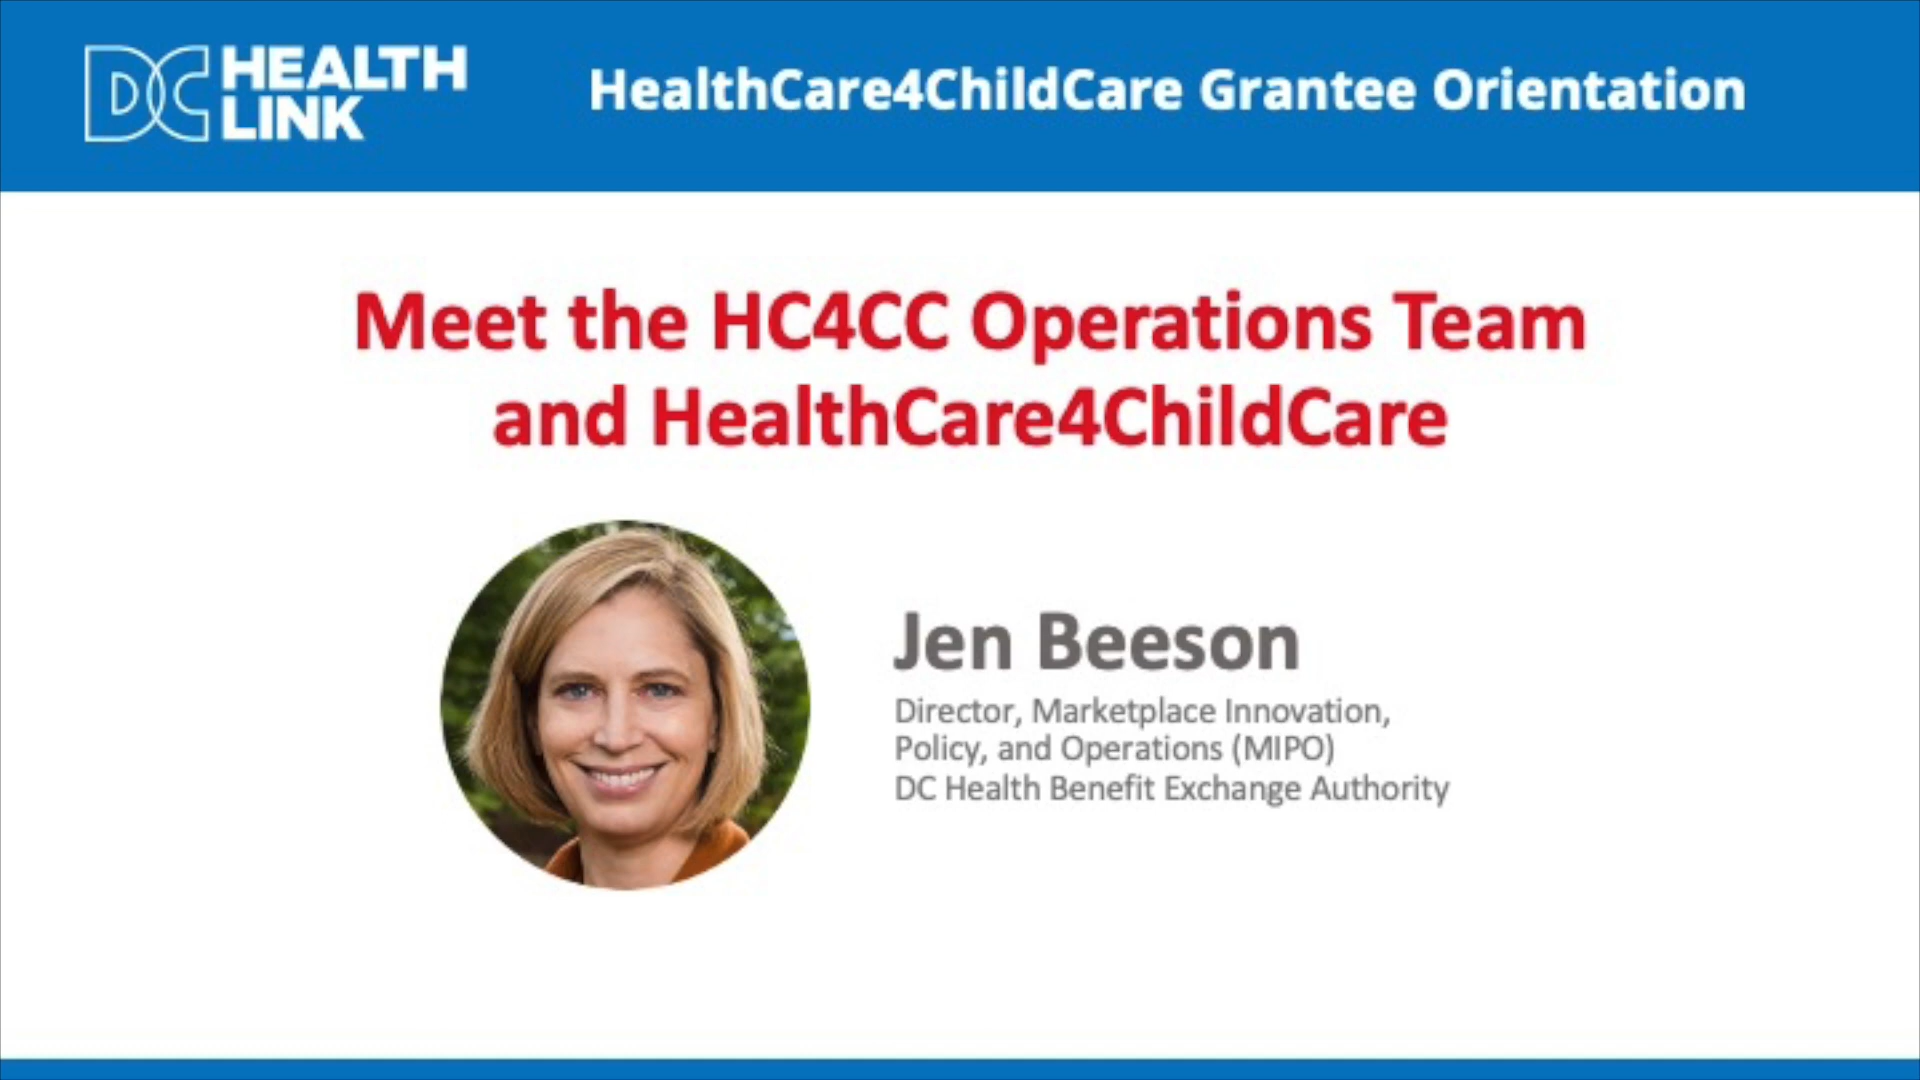 DC HEALTH LINK
HealthCare4ChildCare Grantee Orientation
Meet the HC4CC Operations Team
and HealthCare4ChildCare
Jen Beeson
Director, Marketplace Innovation,
Policy, and Operations (MIPO)
DC Health Benefit Exchange Authority